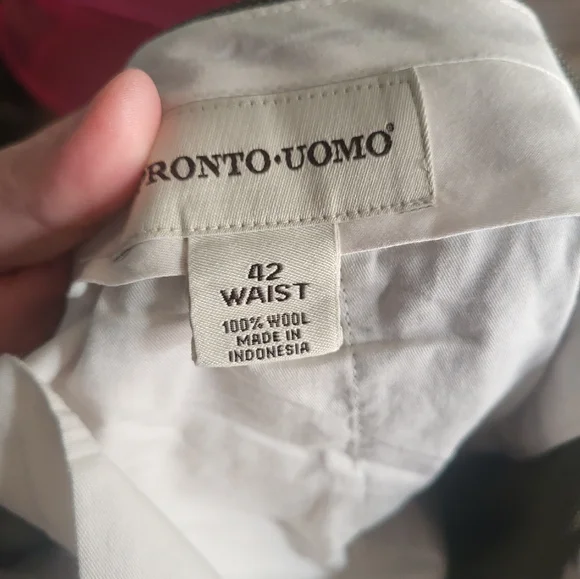 RONTO·UOMO®
42
WAIST
100% WOOL
MADE IN
INDONESIA